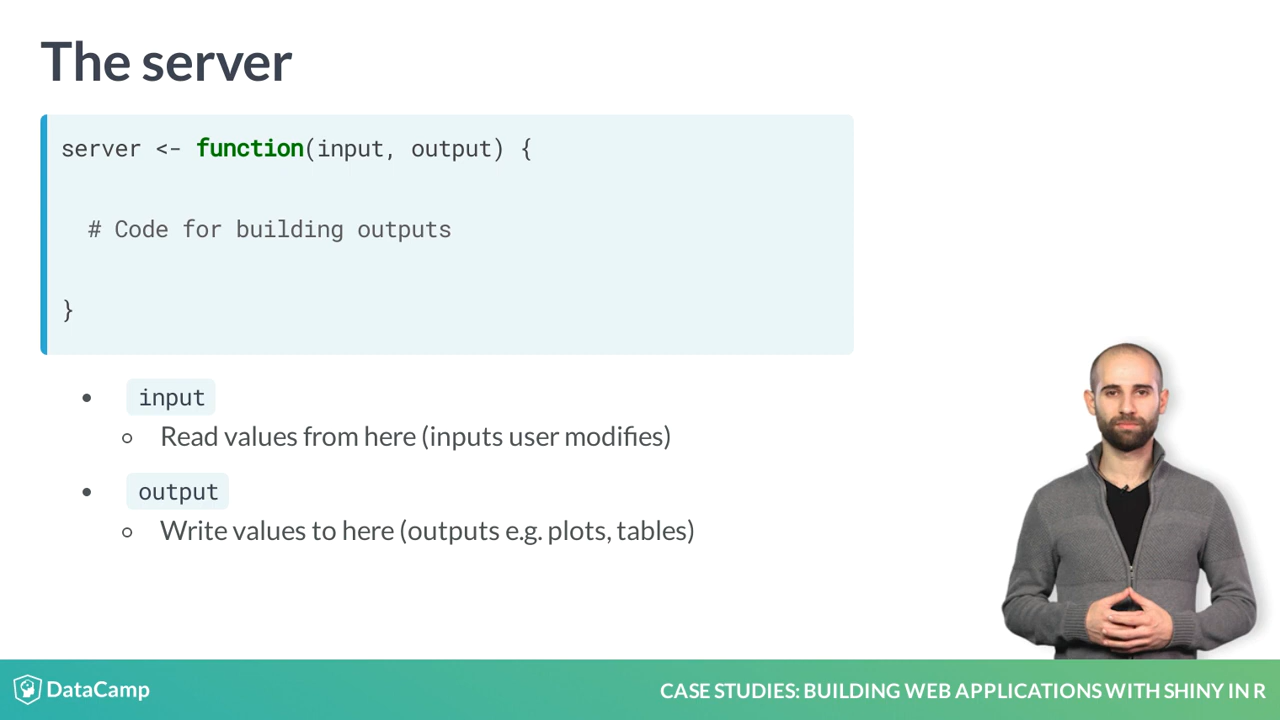 The server
server <- function(input, output) {
# Code for building outputs
}
input
Read values from here (inputs user modifies)
output
Write values to here (outputs e.g. plots, tables)
DataCamp
CASE STUDIES: BUILDING WEB APPLICATIONS WITH SHINY IN R